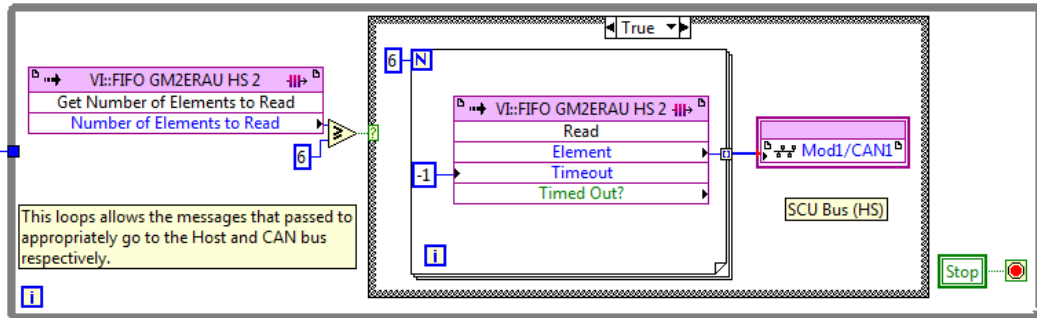 True
6
N
VI::FIFO GM2ERAU HS 2
Get Number of Elements to Read
Number of Elements to Read
?
6
VI::FIFO GM2ERAU HS 2
Read
Element
Timeout
Timed Out?
-1
Mod1/CAN1
SCU Bus (HS)
This loops allows the messages that passed to
appropriately go to the Host and CAN bus
respectively.
i
Stop
i